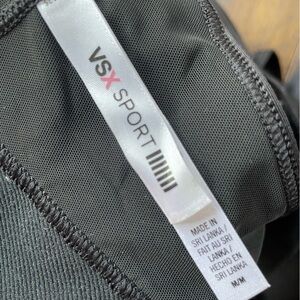 VSX SPORT
MADE IN
SRI LANKA /
FAIT AU SRI
LANKA /
HECHO EN
SRI LANKA
M/M